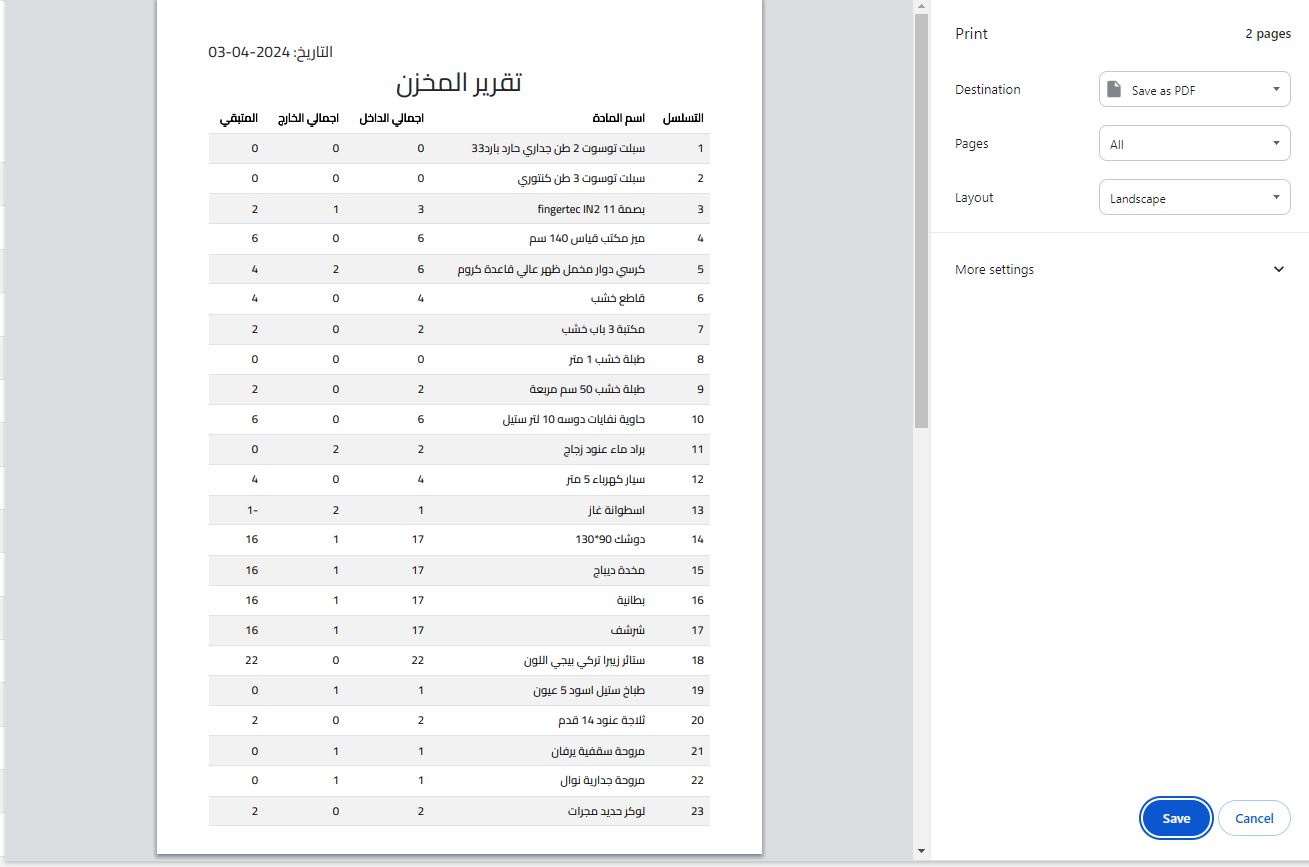 التاريخ: 2024-04-03
تقرير المخزن
التسلسل اسم المادة اجمالي الداخل اجمالي الخارج المتبقي
1 سبلت توسوت 2 طن جداري حارد بارد33 0 0 0
2 سبلت توسوت 3 طن كنتوري 0 0 0
3 بصمة 11 fingertec IN2 3 1 2
4 ميز مكتب قياس 140 سم 6 0 6
5 كرسي دوار مخمل ظهر عالي قاعدة كروم 6 2 4
6 قاطع خشب 4 0 4
7 مكتبة 3 باب خشب 2 0 2
8 طبلة خشب 1 متر 0 0 0
9 طبلة خشب 50 سم مربعة 2 0 2
10 حاوية نفايات دوسه 10 لتر ستيل 6 0 6
11 براد ماء عنود زجاج 2 2 0
12 سيار كهرباء 5 متر 4 0 4
13 اسطوانة غاز 1 2 1-
14 دوشك 90*130 17 1 16
15 مخدة ديباج 17 1 16
16 بطانية 17 1 16
17 شرشف 17 1 16
18 ستائر زيبرا تركي بيجي اللون 22 0 22
19 طباخ ستيل اسود 5 عيون 1 1 0
20 ثلاجة عنود 14 قدم 2 0 2
21 مروحة سقفية يرفان 1 1 0
22 مروحة جدارية نوال 1 1 0
23 لوكر حديد مجرات 2 0 2
Print 2 pages
Destination Save as PDF
Pages All
Layout Landscape
More settings
Save Cancel